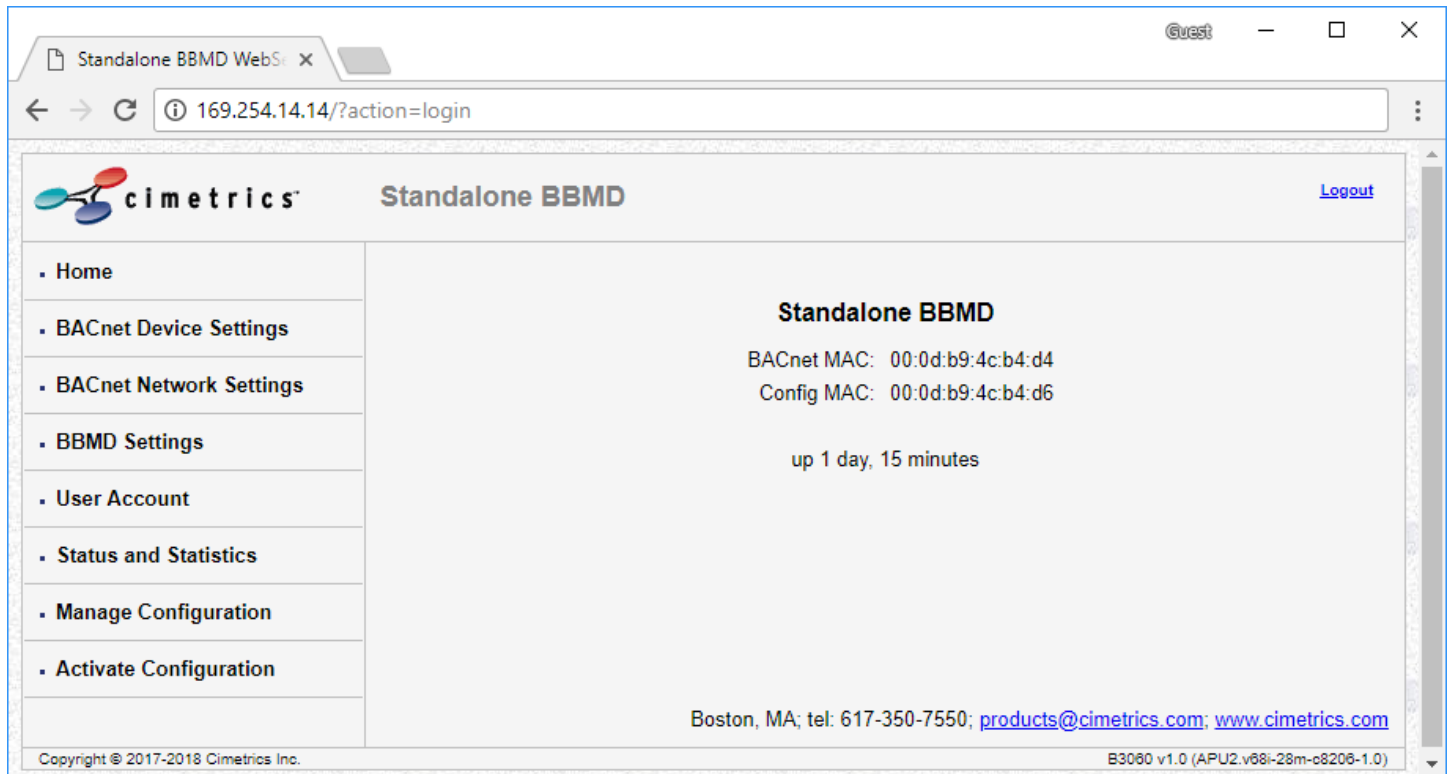 Guest
Standalone BBMD WebSe
169.254.14.14/?action=login
cimetrics™
Standalone BBMD
Logout
Home
BACnet Device Settings
BACnet Network Settings
BBMD Settings
User Account
Status and Statistics
Manage Configuration
Activate Configuration
Standalone BBMD
BACnet MAC: 00:0d:b9:4c:b4:d4
Config MAC: 00:0d:b9:4c:b4:d6
up 1 day, 15 minutes
Boston, MA; tel: 617-350-7550; products@cimetrics.com; www.cimetrics.com
Copyright © 2017-2018 Cimetrics Inc.
B3060 v1.0 (APU2.v68i-28m-c8206-1.0)